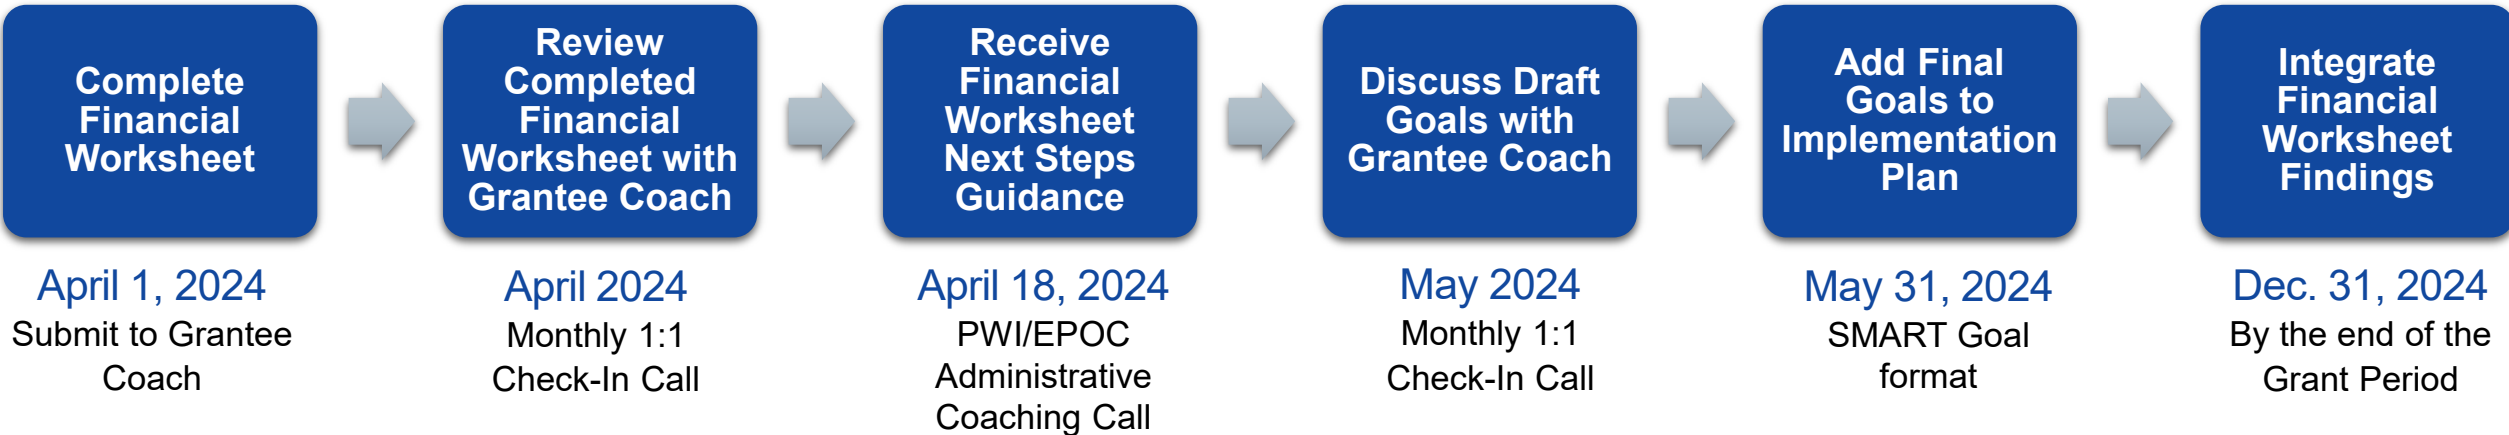 Complete
Financial
Worksheet
April 1, 2024
Submit to Grantee
Coach
Review
Completed
Financial
Worksheet with
Grantee Coach
April 2024
Monthly 1:1
Check-In Call
Receive
Financial
Worksheet
Next Steps
Guidance
April 18, 2024
PWI/EPOC
Administrative
Coaching Call
Discuss Draft
Goals with
Grantee Coach
May 2024
Monthly 1:1
Check-In Call
Add Final
Goals to
Implementation
Plan
May 31, 2024
SMART Goal
format
Integrate
Financial
Worksheet
Findings
Dec. 31, 2024
By the end of the
Grant Period